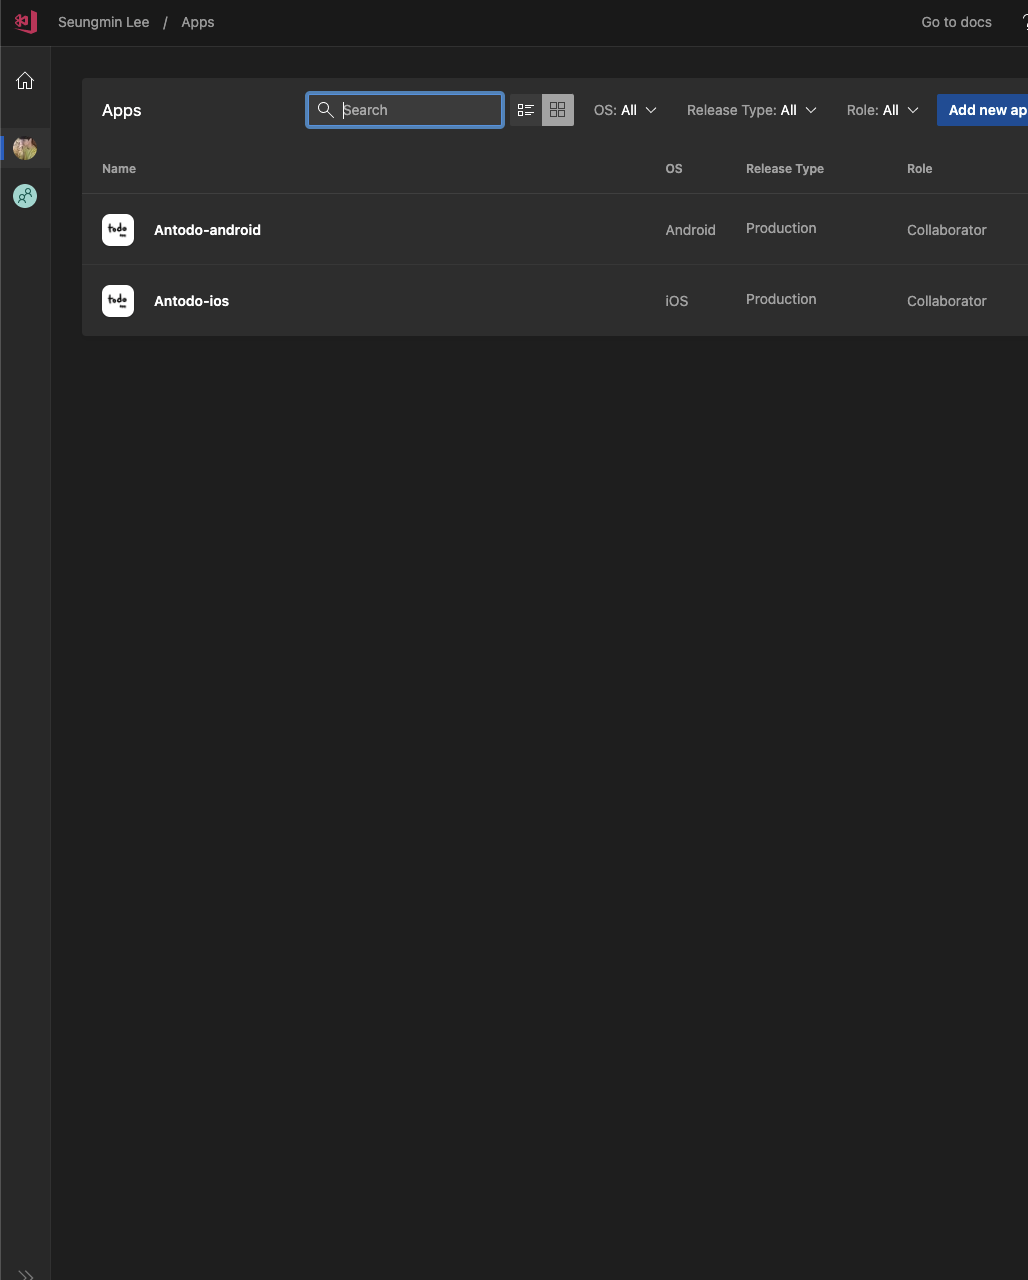 Seungmin Lee / Apps Go to docs
Apps Search OS: All Release Type: All Role: All Add new ap
Name OS Release Type Role
todo Antodo-android Android Production Collaborator
todo Antodo-ios iOS Production Collaborator